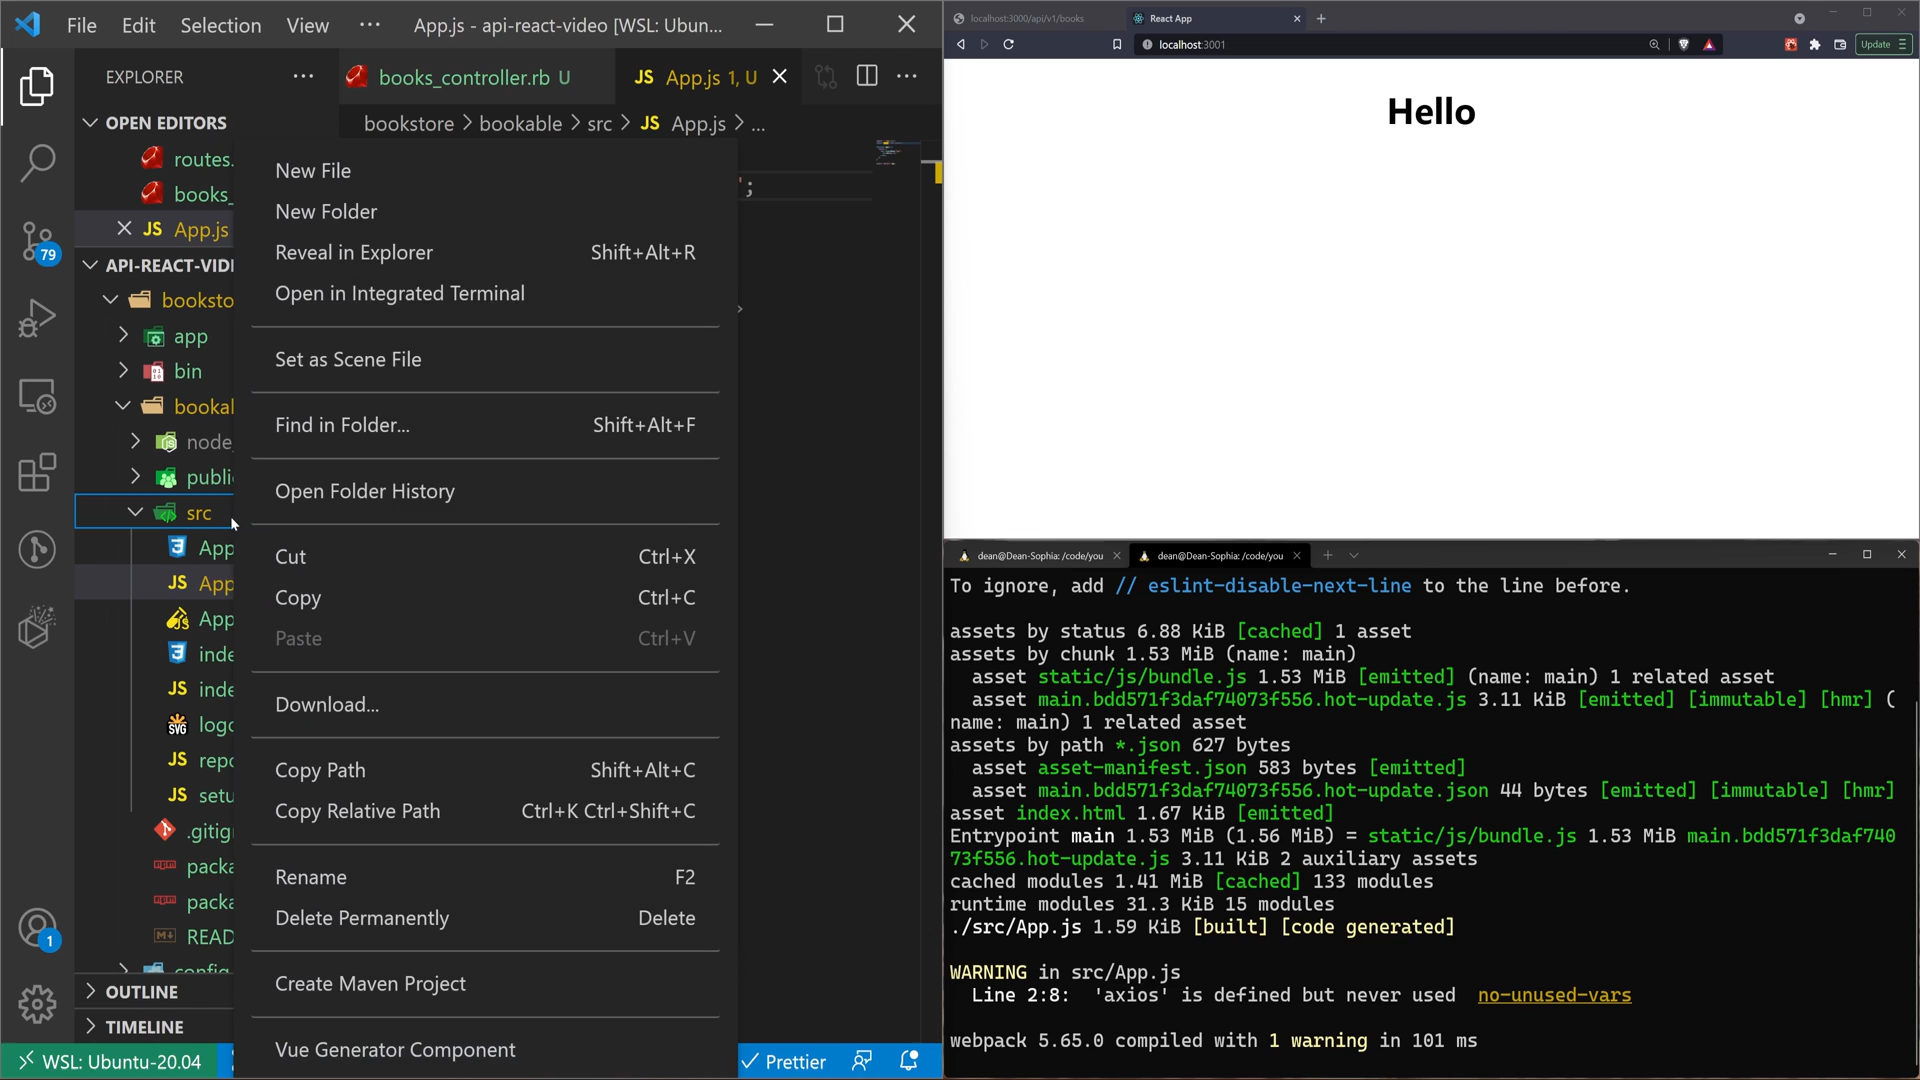 File Edit Selection View ··· App.js - api-react-video [WSL: Ubun...
EXPLORER ···
books_controller.rb U
JS App.js 1, U
OPEN EDITORS
bookstore > bookable > src > JS App.js > ...
routes.
books_
JS App.js
API-REACT-VID
booksto
app
bin
bookal
node_
publi
src
App
JS App
App
inde
JS inde
SVG logo
JS repo
JS setu
.gitign
packa
packa
READ
config
OUTLINE
TIMELINE
';
>
New File
New Folder
Reveal in Explorer Shift+Alt+R
Open in Integrated Terminal
Set as Scene File
Find in Folder... Shift+Alt+F
Open Folder History
Cut Ctrl+X
Copy Ctrl+C
Paste Ctrl+V
Download...
Copy Path Shift+Alt+C
Copy Relative Path Ctrl+K Ctrl+Shift+C
Rename F2
Delete Permanently Delete
Create Maven Project
Vue Generator Component
79
1
WSL: Ubuntu-20.04
Prettier
localhost:3000/api/v1/books
React App
localhost:3001
Update
Hello
dean@Dean-Sophia: /code/you
dean@Dean-Sophia: /code/you
To ignore, add // eslint-disable-next-line to the line before.
assets by status 6.88 KiB [cached] 1 asset
assets by chunk 1.53 MiB (name: main)
asset static/js/bundle.js 1.53 MiB [emitted] (name: main) 1 related asset
asset main.bdd571f3daf74073f556.hot-update.js 3.11 KiB [emitted] [immutable] [hmr] (
name: main) 1 related asset
assets by path *.json 627 bytes
asset asset-manifest.json 583 bytes [emitted]
asset main.bdd571f3daf74073f556.hot-update.json 44 bytes [emitted] [immutable] [hmr]
asset index.html 1.67 KiB [emitted]
Entrypoint main 1.53 MiB (1.56 MiB) = static/js/bundle.js 1.53 MiB main.bdd571f3daf740
73f556.hot-update.js 3.11 KiB 2 auxiliary assets
cached modules 1.41 MiB [cached] 133 modules
runtime modules 31.3 KiB 15 modules
./src/App.js 1.59 KiB [built] [code generated]
WARNING in src/App.js
Line 2:8: 'axios' is defined but never used no-unused-vars
webpack 5.65.0 compiled with 1 warning in 101 ms